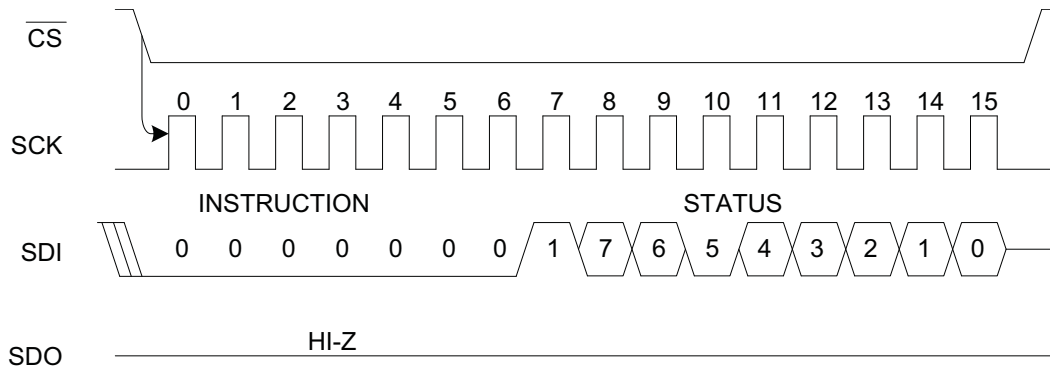 CS
0 1 2 3 4 5 6 7 8 9 10 11 12 13 14 15
SCK
INSTRUCTION STATUS
SDI 0 0 0 0 0 0 0 1 7 6 5 4 3 2 1 0
HI-Z
SDO